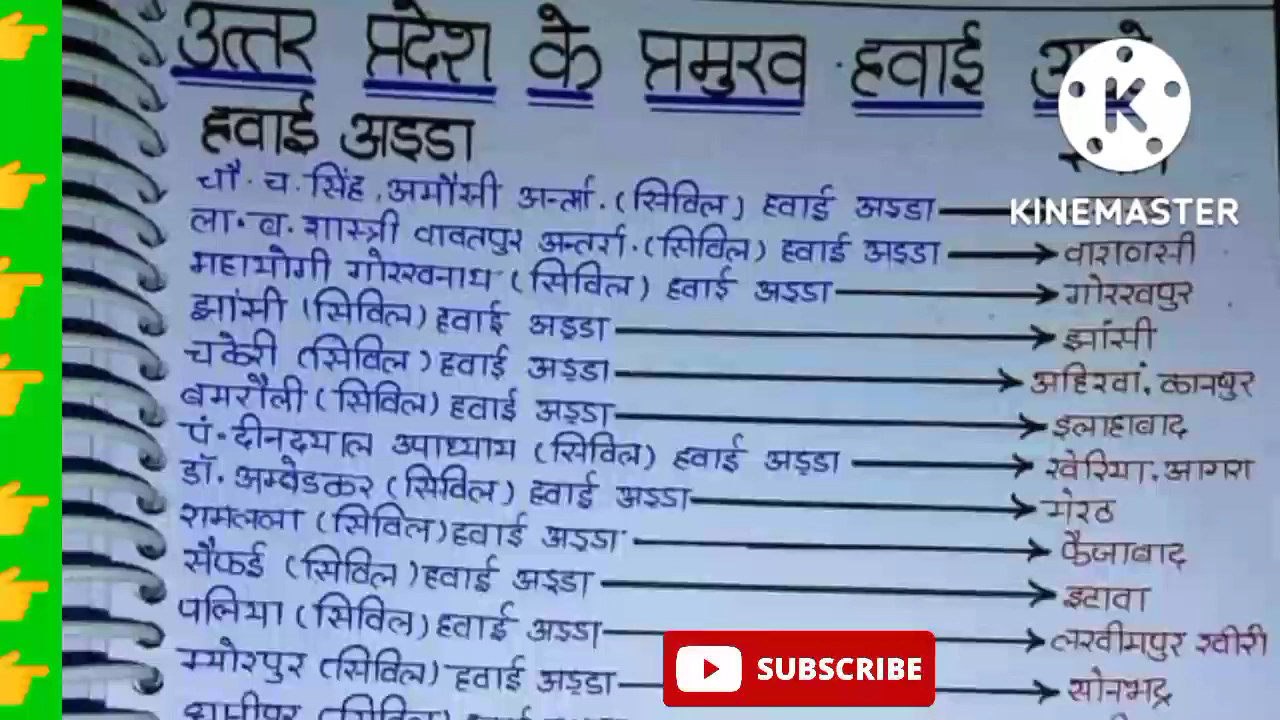 उत्तर प्रदेश के प्रमुख हवाई
हवाई अड्डा
चौ. च. सिंह, अमौसी अन्तर्रा. (सिविल) हवाई अड्डा
KINEMASTER
ला. ब. शास्त्री बाबतपुर अन्तर्रा. (सिविल) हवाई अड्डा → वाराणसी
महायोगी गोरखनाथ (सिविल) हवाई अड्डा → गोरखपुर
झांसी (सिविल) हवाई अड्डा → झांसी
चकेरी (सिविल) हवाई अड्डा → अहिरवां, कानपुर
बमरौली (सिविल) हवाई अड्डा → इलाहाबाद
पं. दीनदयाल उपाध्याय (सिविल) हवाई अड्डा → खेरिया, आगरा
डॉ. अम्बेडकर (सिविल) हवाई अड्डा → मेरठ
रामलला (सिविल) हवाई अड्डा → फैजाबाद
सैफई (सिविल) हवाई अड्डा → इटावा
पलिया (सिविल) हवाई अड्डा → लखीमपुर खीरी
म्योरपुर (सिविल) हवाई अड्डा → सोनभद्र
SUBSCRIBE